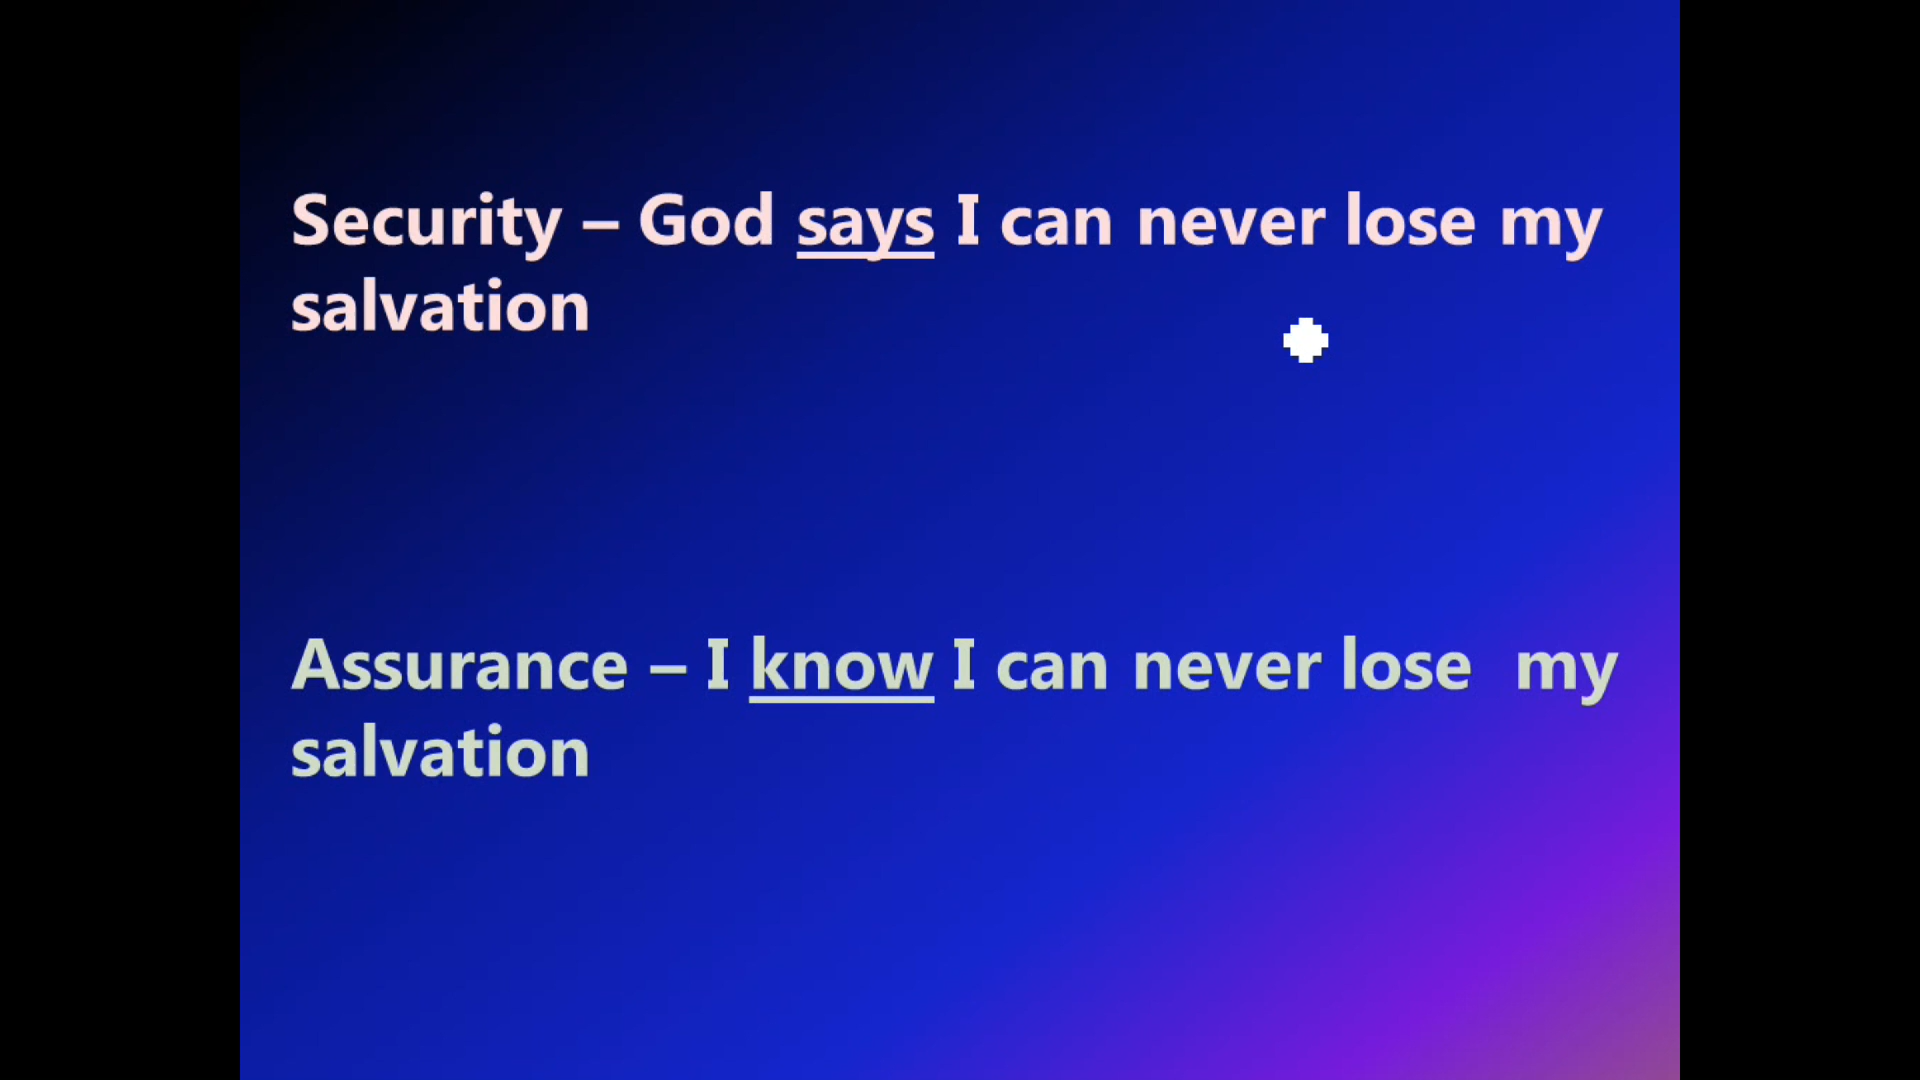 Security – God says I can never lose my
salvation
Assurance – I know I can never lose  my
salvation